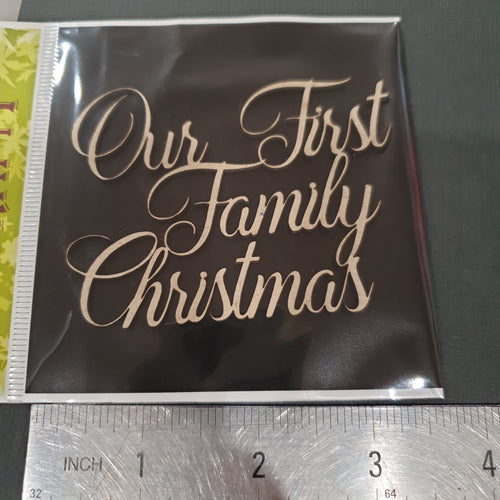 Our First
Family
Christmas
INCH 1 2 3 4
32 64